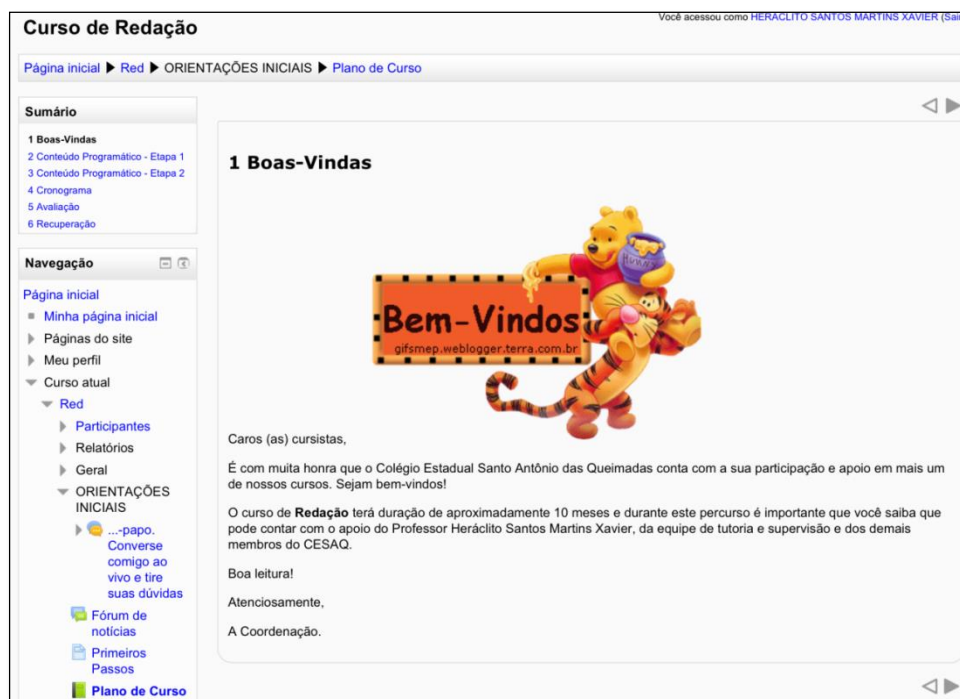 Curso de Redação
Você acessou como HERACLITO SANTOS MARTINS XAVIER (Sair
Página inicial ▶ Red ▶ ORIENTAÇÕES INICIAIS ▶ Plano de Curso
Sumário
1 Boas-Vindas
2 Conteúdo Programático - Etapa 1
3 Conteúdo Programático - Etapa 2
4 Cronograma
5 Avaliação
6 Recuperação
Navegação
Página inicial
Minha página inicial
Páginas do site
Meu perfil
Curso atual
Red
Participantes
Relatórios
Geral
ORIENTAÇÕES
INICIAIS
...-papo.
Converse
comigo ao
vivo e tire
suas dúvidas
Fórum de
notícias
Primeiros
Passos
Plano de Curso
1 Boas-Vindas
Bem-Vindos
gifsmep.weblogger.terra.com.br
Hunny
Caros (as) cursistas,
É com muita honra que o Colégio Estadual Santo Antônio das Queimadas conta com a sua participação e apoio em mais um
de nossos cursos. Sejam bem-vindos!
O curso de Redação terá duração de aproximadamente 10 meses e durante este percurso é importante que você saiba que
pode contar com o apoio do Professor Heráclito Santos Martins Xavier, da equipe de tutoria e supervisão e dos demais
membros do CESAQ.
Boa leitura!
Atenciosamente,
A Coordenação.